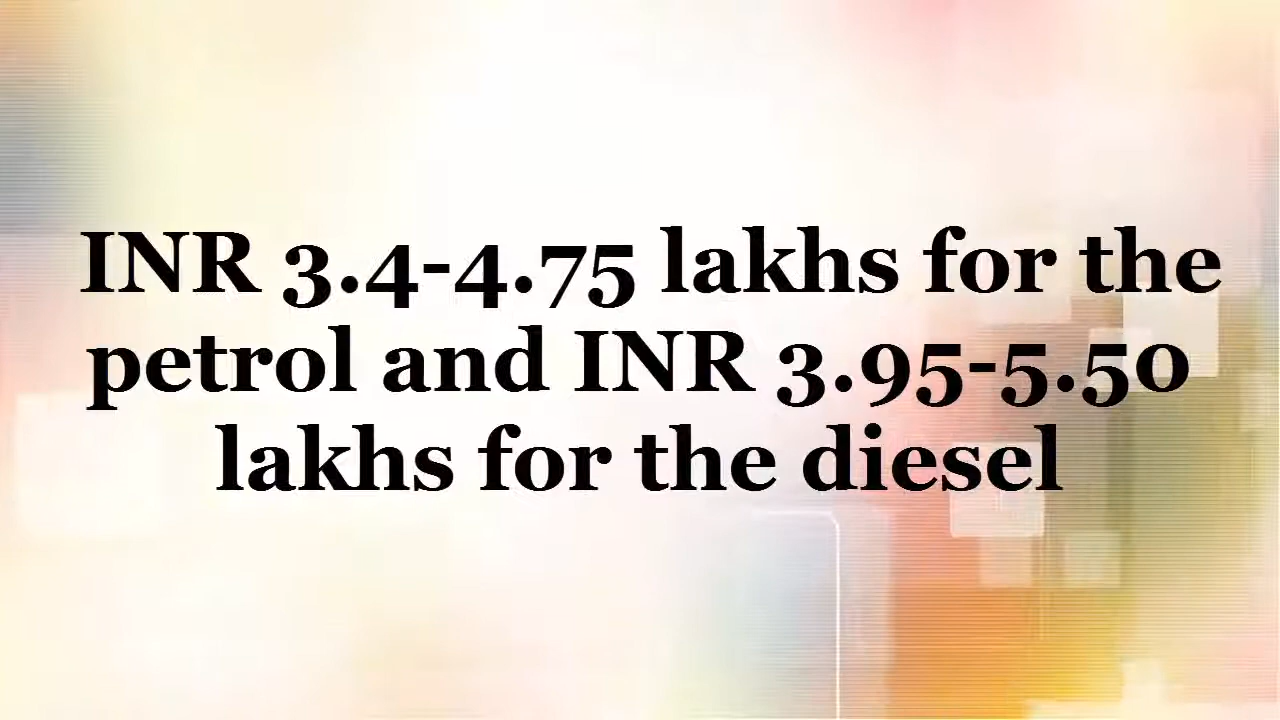 INR 3.4-4.75 lakhs for the
petrol and INR 3.95-5.50
lakhs for the diesel